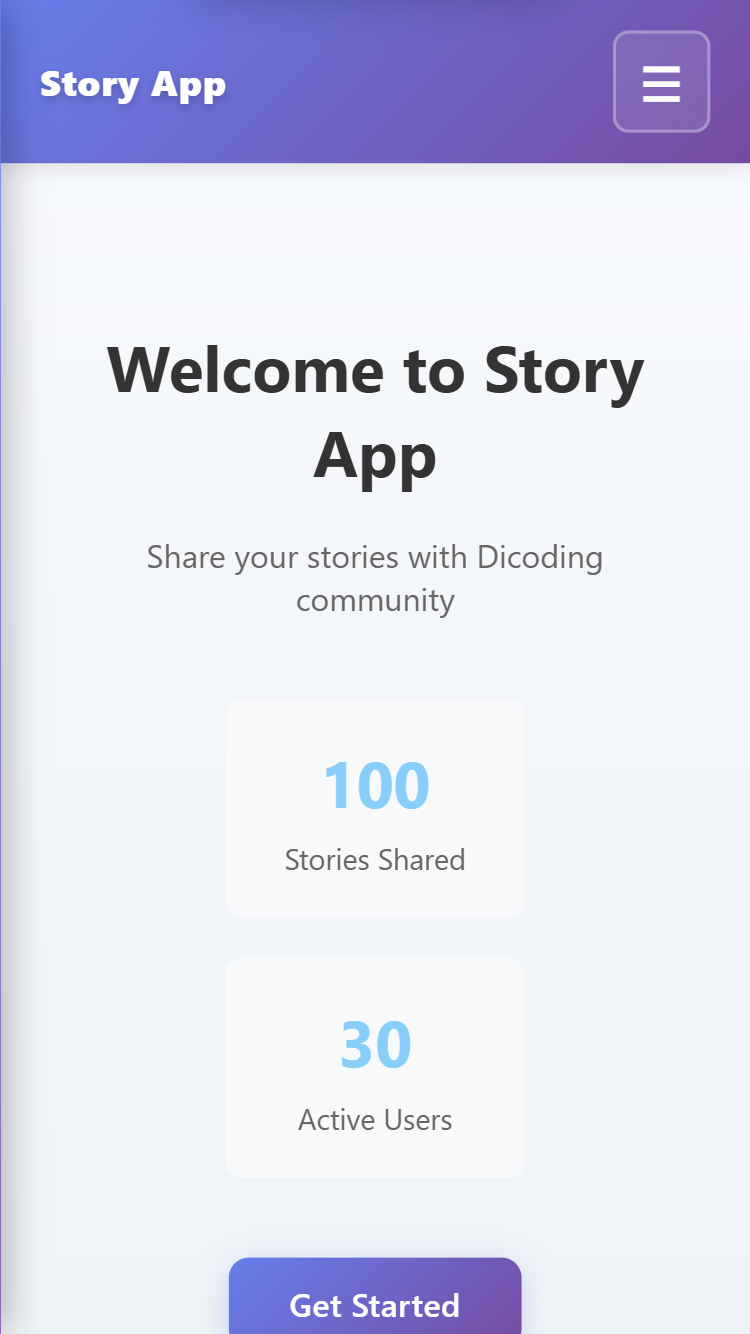 Story App
Welcome to Story
App
Share your stories with Dicoding
community
100
Stories Shared
30
Active Users
Get Started